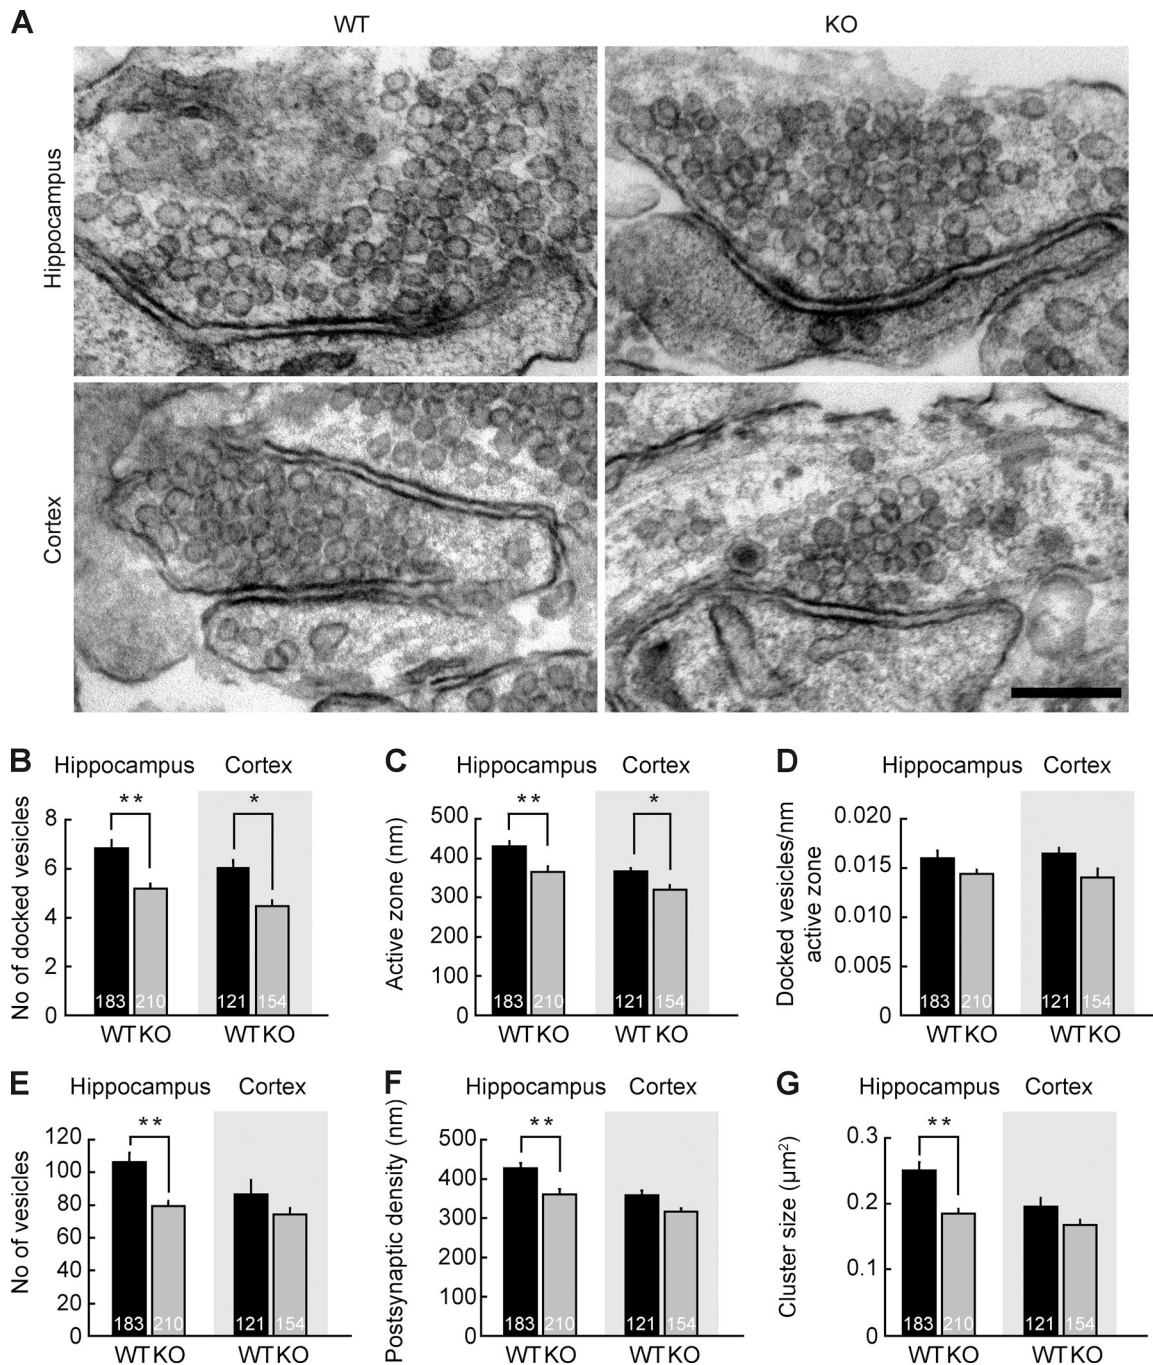 A
WT
KO
Hippocampus
Cortex
B
Hippocampus
Cortex
No of docked vesicles
8
6
4
2
0
**
*
183
210
121
154
WT KO
WT KO
C
Hippocampus
Cortex
Active zone (nm)
500
400
300
200
100
0
**
*
183
210
121
154
WT KO
WT KO
D
Hippocampus
Cortex
Docked vesicles/nm
active zone
0.020
0.015
0.010
0.005
0
183
210
121
154
WT KO
WT KO
E
Hippocampus
Cortex
No of vesicles
120
100
80
60
40
20
0
**
183
210
121
154
WT KO
WT KO
F
Hippocampus
Cortex
Postsynaptic density (nm)
500
400
300
200
100
0
**
183
210
121
154
WT KO
WT KO
G
Hippocampus
Cortex
Cluster size (µm²)
0.3
0.2
0.1
0
**
183
210
121
154
WT KO
WT KO